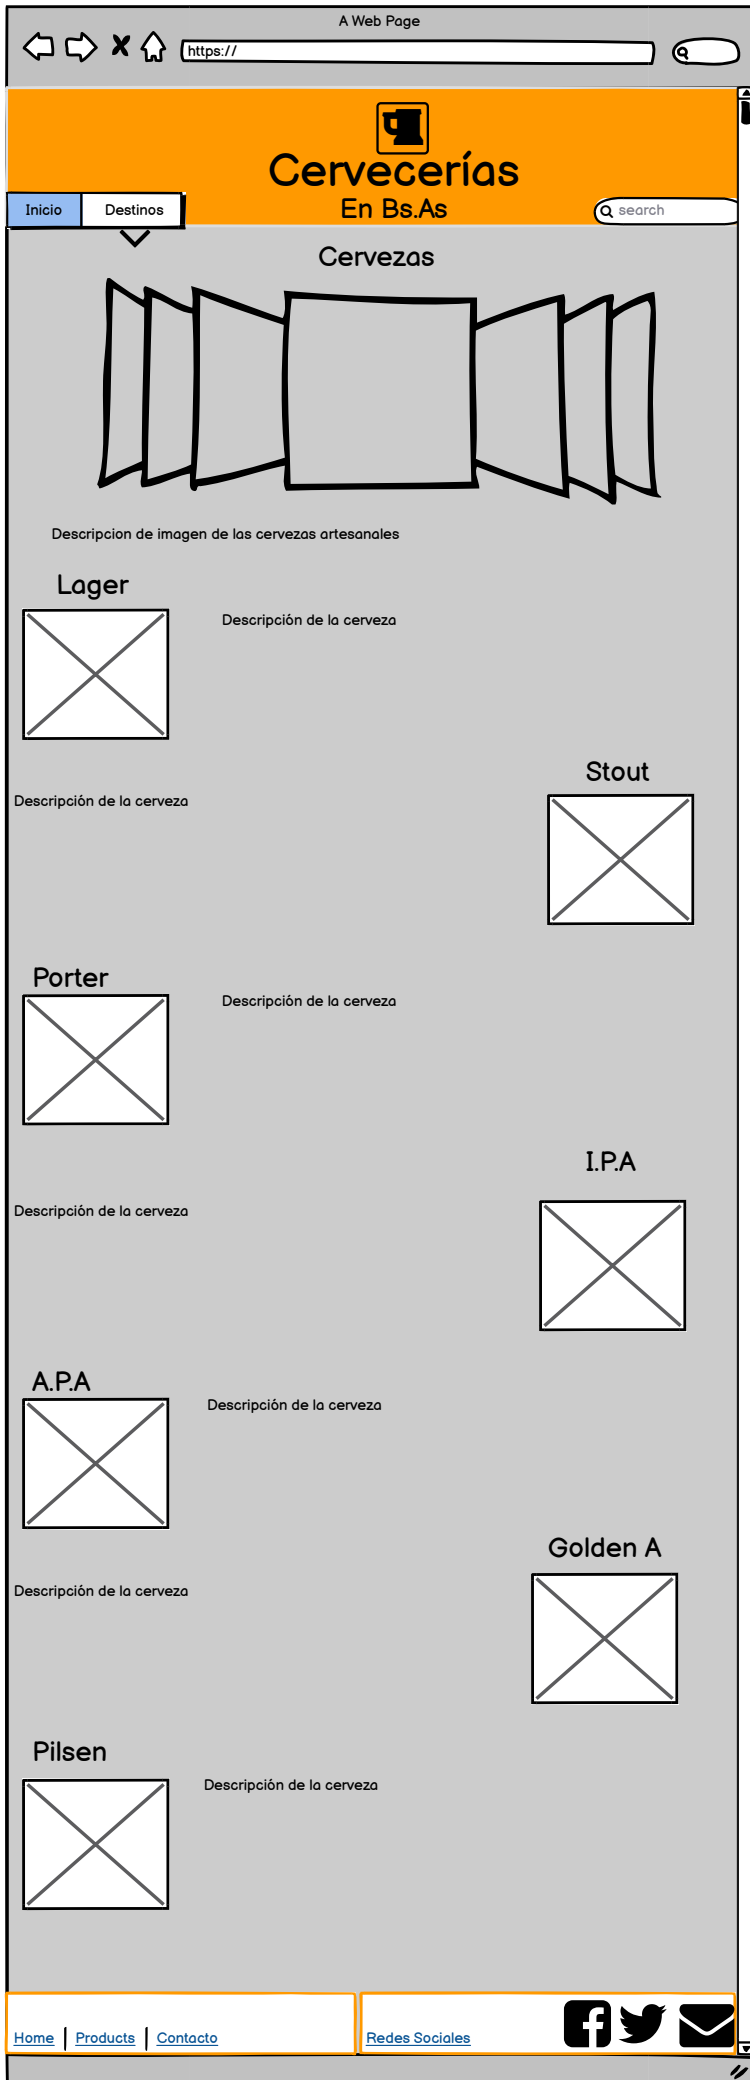 A Web Page
https://
Cervecerías
En Bs.As
Inicio
Destinos
search
Cervezas
Descripcion de imagen de las cervezas artesanales
Lager
Descripción de la cerveza
Stout
Descripción de la cerveza
Porter
Descripción de la cerveza
I.P.A
Descripción de la cerveza
A.P.A
Descripción de la cerveza
Golden A
Descripción de la cerveza
Pilsen
Descripción de la cerveza
Home | Products | Contacto
Redes Sociales